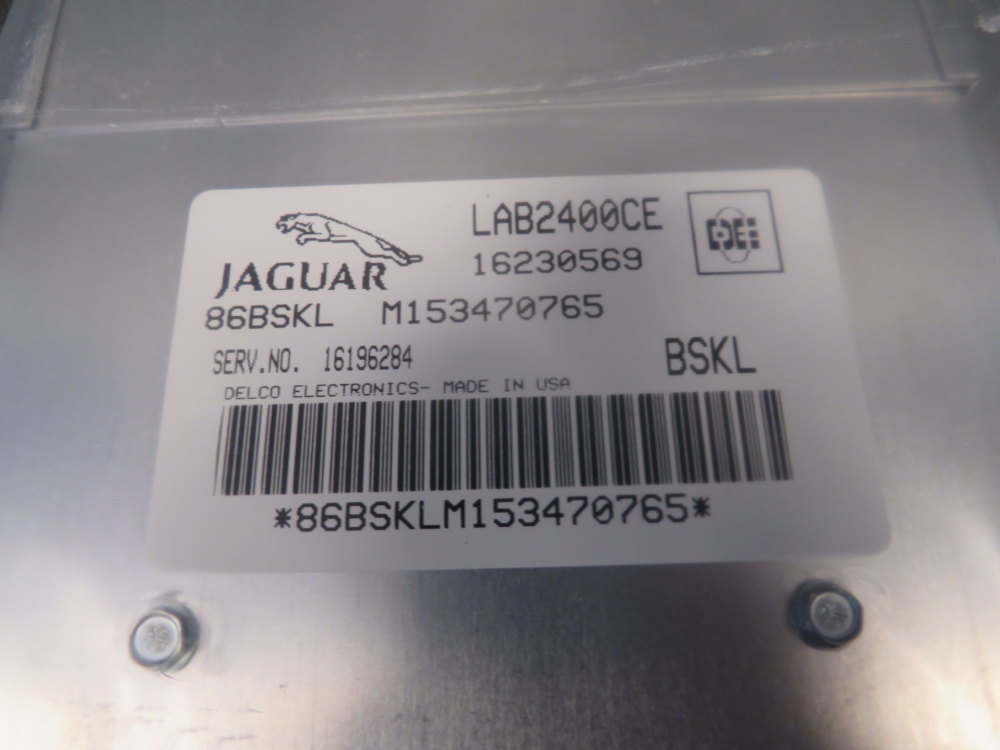 LAB2400CE
16230569
JAGUAR
86BSKL M153470765
SERV.NO. 16196284
BSKL
DELCO ELECTRONICS- MADE IN USA
*86BSKLM153470765*